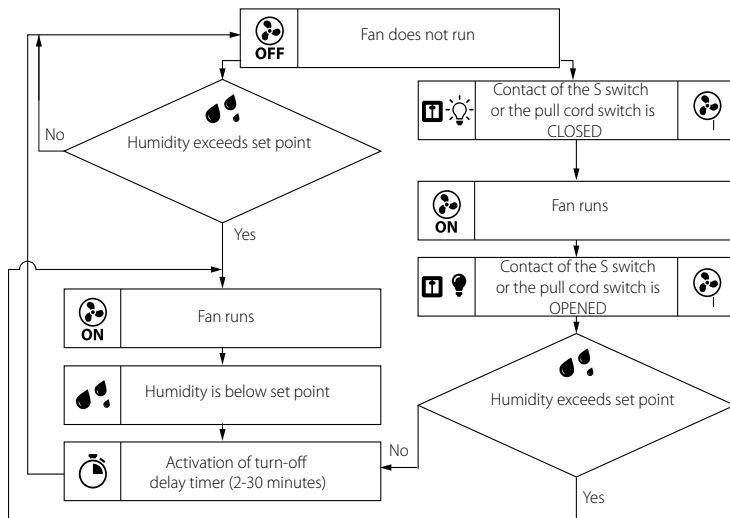 OFF
Fan does not run
Contact of the S switch
or the pull cord switch is
CLOSED
No
Humidity exceeds set point
Yes
ON
Fan runs
Contact of the S switch
or the pull cord switch is
OPENED
ON
Fan runs
Humidity is below set point
Humidity exceeds set point
No
Activation of turn-off
delay timer (2-30 minutes)
Yes